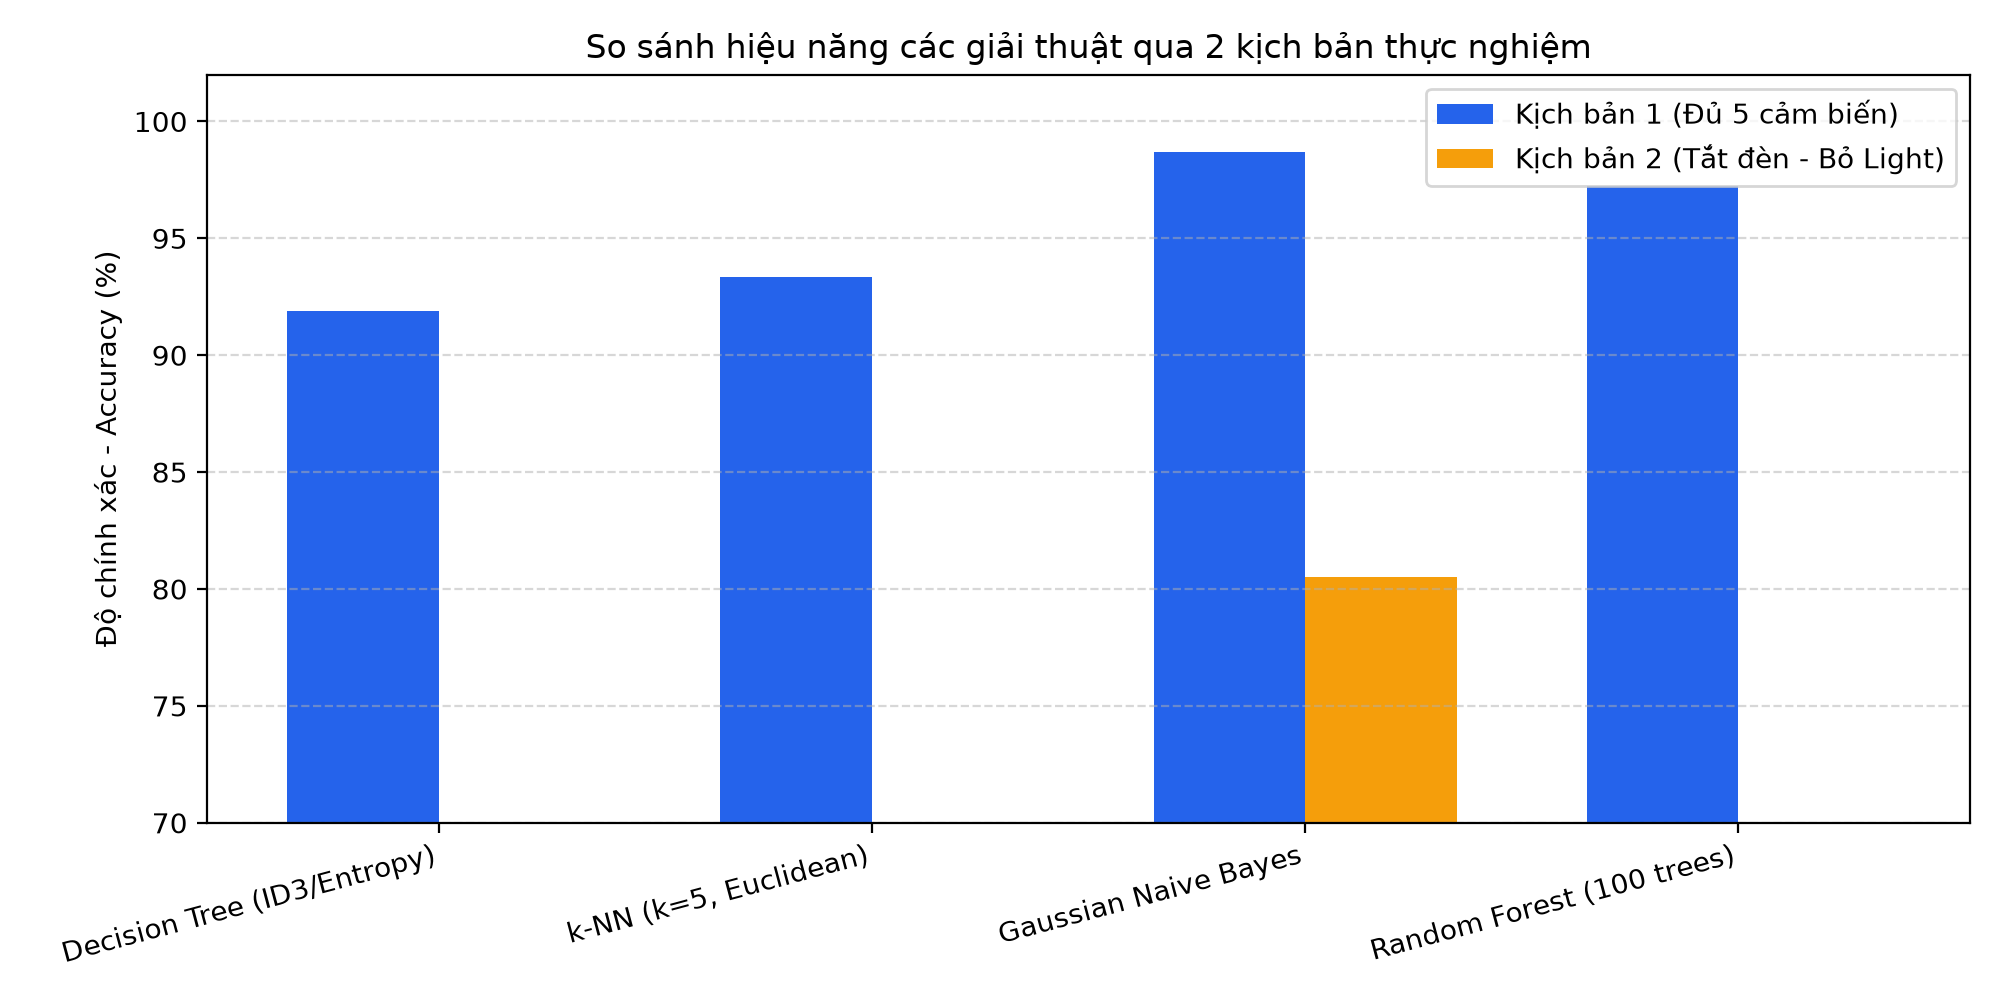 So sánh hiệu năng các giải thuật qua 2 kịch bản thực nghiệm
Kịch bản 1 (Đủ 5 cảm biến)
Kịch bản 2 (Tắt đèn - Bỏ Light)
Độ chính xác - Accuracy (%)
100
95
90
85
80
75
70
Decision Tree (ID3/Entropy)
k-NN (k=5, Euclidean)
Gaussian Naive Bayes
Random Forest (100 trees)